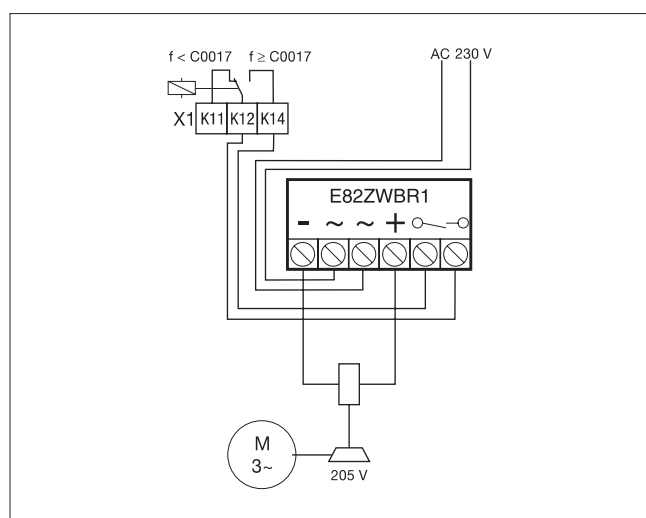 f < C0017 f ≥ C0017
AC 230 V
X1 K11 K12 K14
E82ZWBR1
- ~ ~ +
M
3~
205 V